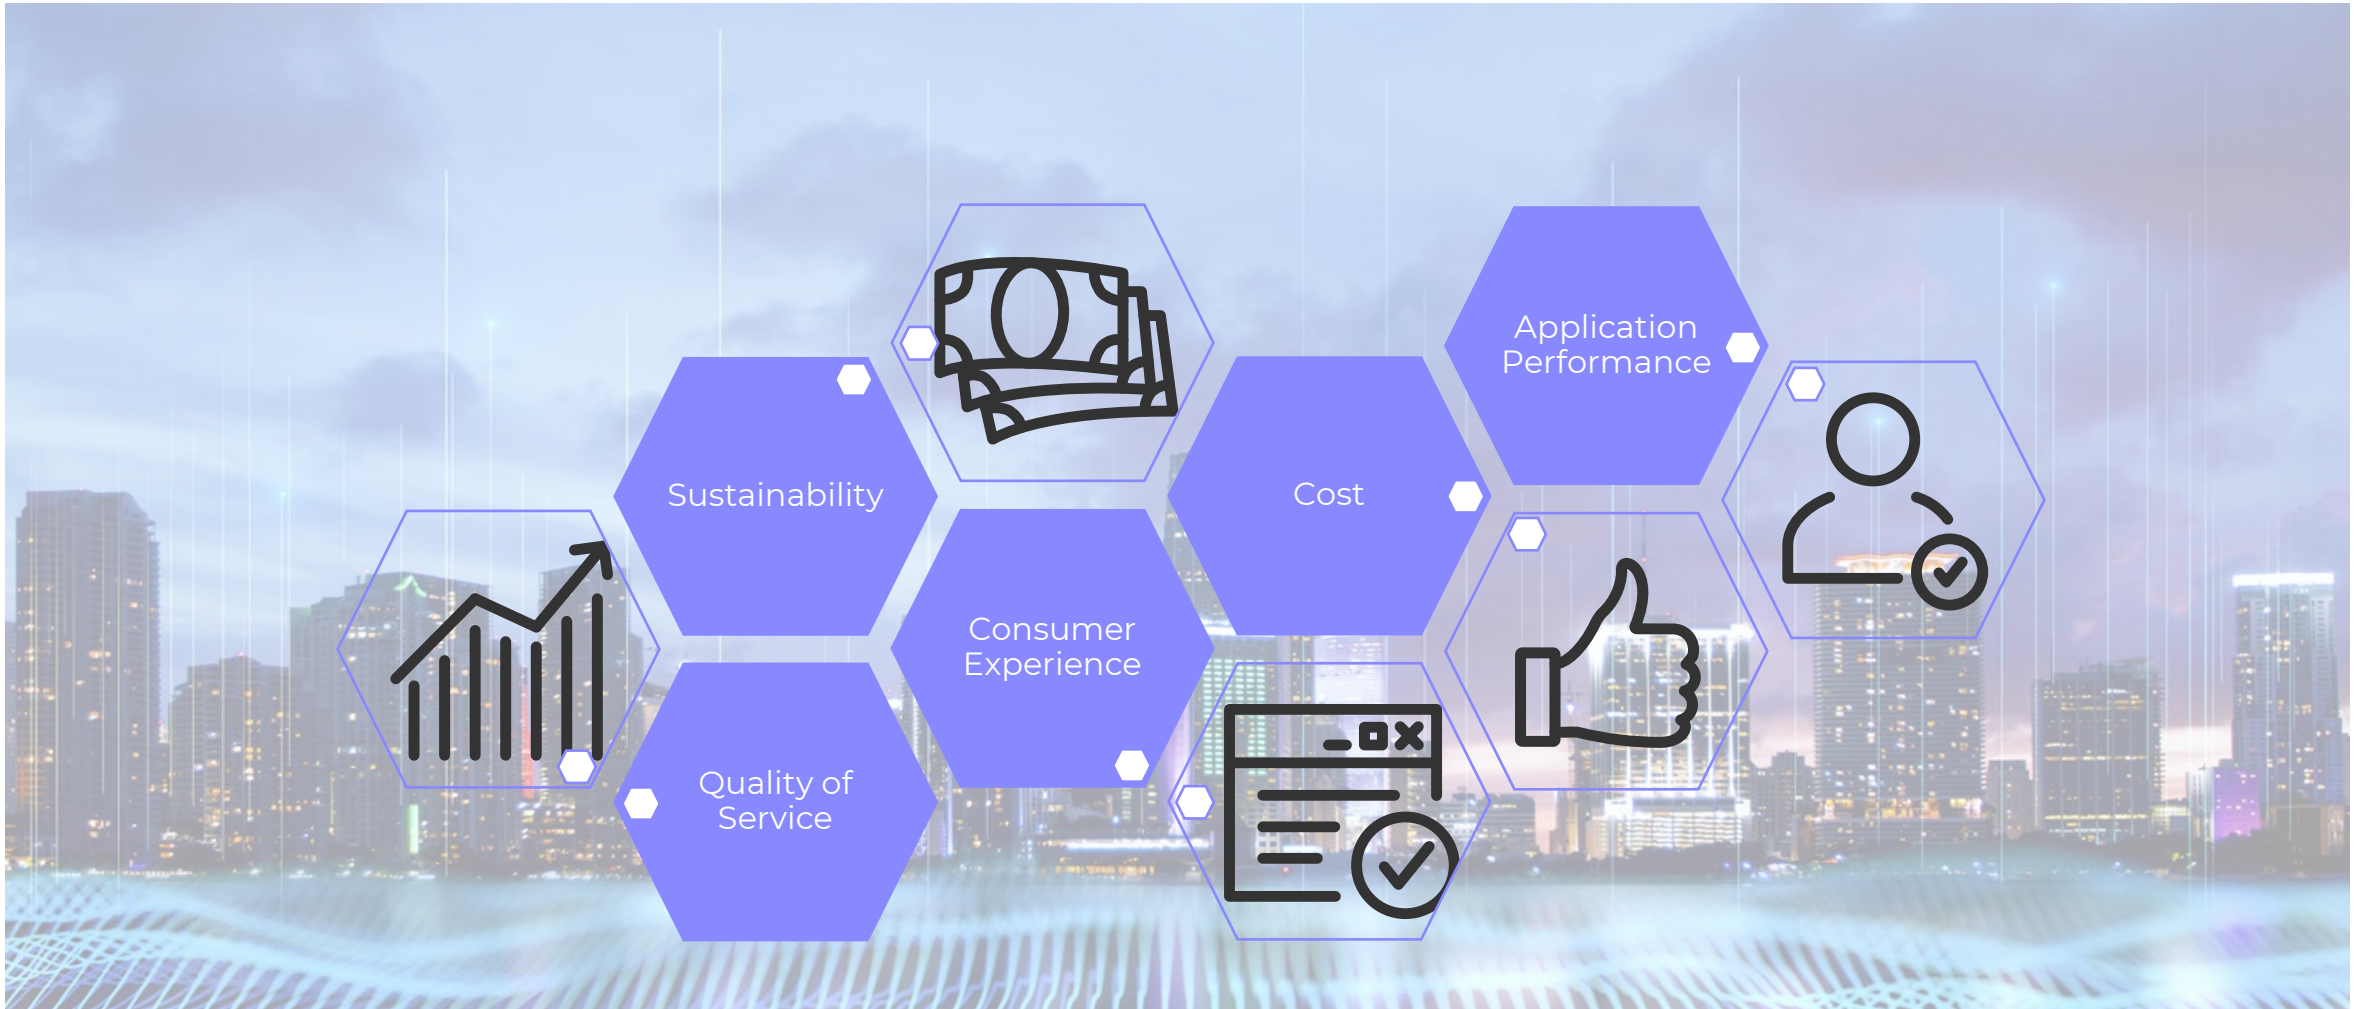 Sustainability
Quality of
Service
Consumer
Experience
Cost
Application
Performance